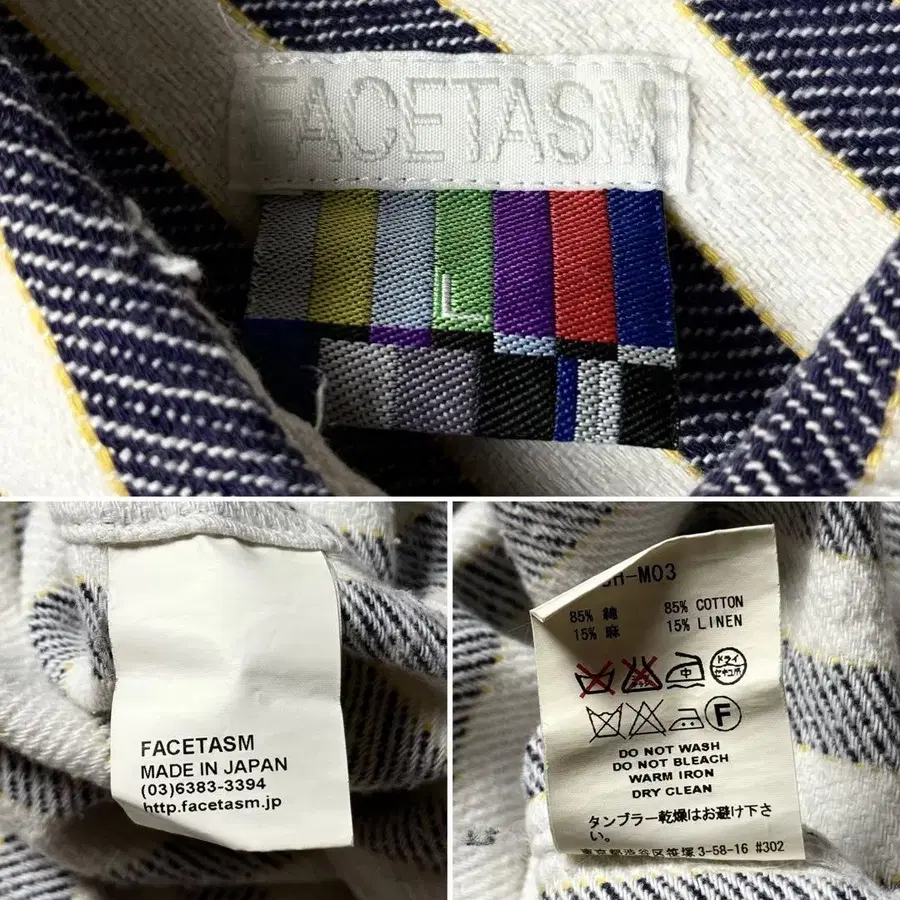 FACETASM
L
FACETASM
MADE IN JAPAN
(03)6383-3394
http.facetasm.jp
H-M03
85% 綿 85% COTTON
15% 麻 15% LINEN
中 ドライ セキユ系
F
DO NOT WASH
DO NOT BLEACH
WARM IRON
DRY CLEAN
タンブラー乾燥はお避け下さ
い。
東京都渋谷区笹塚3-58-16 #302